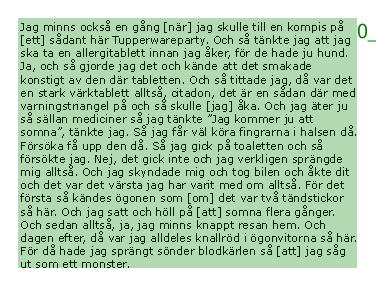 Jag minns också en gång [när] jag skulle till en kompis på
[ett] sådant här Tupperwareparty. Och så tänkte jag att jag
ska ta en allergitablett innan jag åker, för de hade ju hund.
Ja, och så gjorde jag det och kände att det smakade
konstigt av den där tabletten. Och så tittade jag, då var det
en stark värktablett alltså, citadon, det är en sådan där med
varningstriangel på och så skulle [jag] åka. Och jag äter ju
så sällan mediciner så jag tänkte ”Jag kommer ju att
somna”, tänkte jag. Så jag får väl köra fingrarna i halsen då.
Försöka få upp den då. Så jag gick på toaletten och så
försökte jag. Nej, det gick inte och jag verkligen sprängde
mig alltså. Och jag skyndade mig och tog bilen och åkte dit
och det var det värsta jag har varit med om alltså. För det
första så kändes ögonen som [om] det var två tändstickor
så här. Och jag satt och höll på [att] somna flera gånger.
Och sedan alltså, ja, jag minns knappt resan hem. Och
dagen efter, då var jag alldeles knallröd i ögonvitorna så här.
För då hade jag sprängt sönder blodkärlen så [att] jag såg
ut som ett monster.
0_